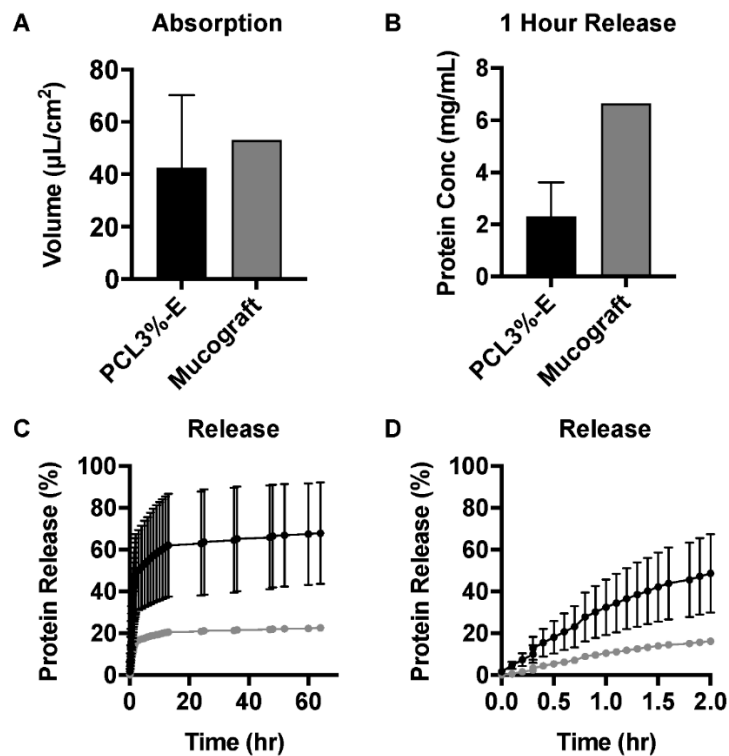 A Absorption
80
60
40
20
0
Volume (µL/cm²)
PCL3%-E
Mucograft
B 1 Hour Release
8
6
4
2
0
Protein Conc (mg/mL)
PCL3%-E
Mucograft
C Release
100
80
60
40
20
0
Protein Release (%)
0 20 40 60
Time (hr)
D Release
100
80
60
40
20
0
Protein Release (%)
0.0 0.5 1.0 1.5 2.0
Time (hr)